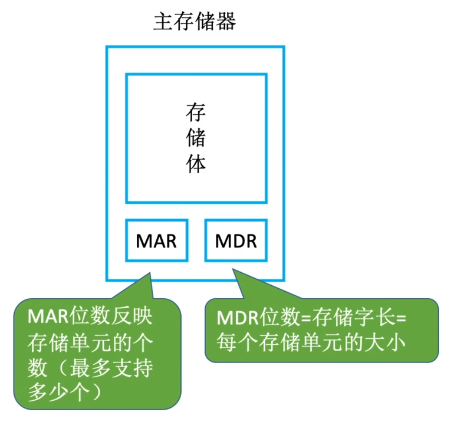 主存储器
存
储
体
MAR
MDR
MAR位数反映
存储单元的个
数（最多支持
多少个）
MDR位数=存储字长=
每个存储单元的大小